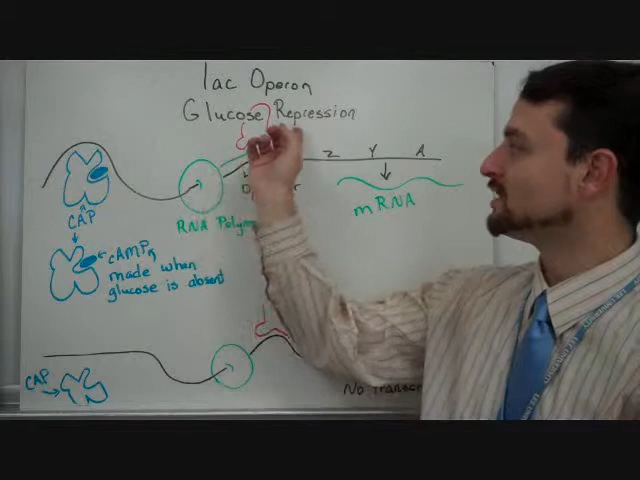 lac Operon
Glucose Repression
Z Y A
mRNA
CAP
RNA Polym
cAMP
made when
glucose is absent
CAP
No Transc